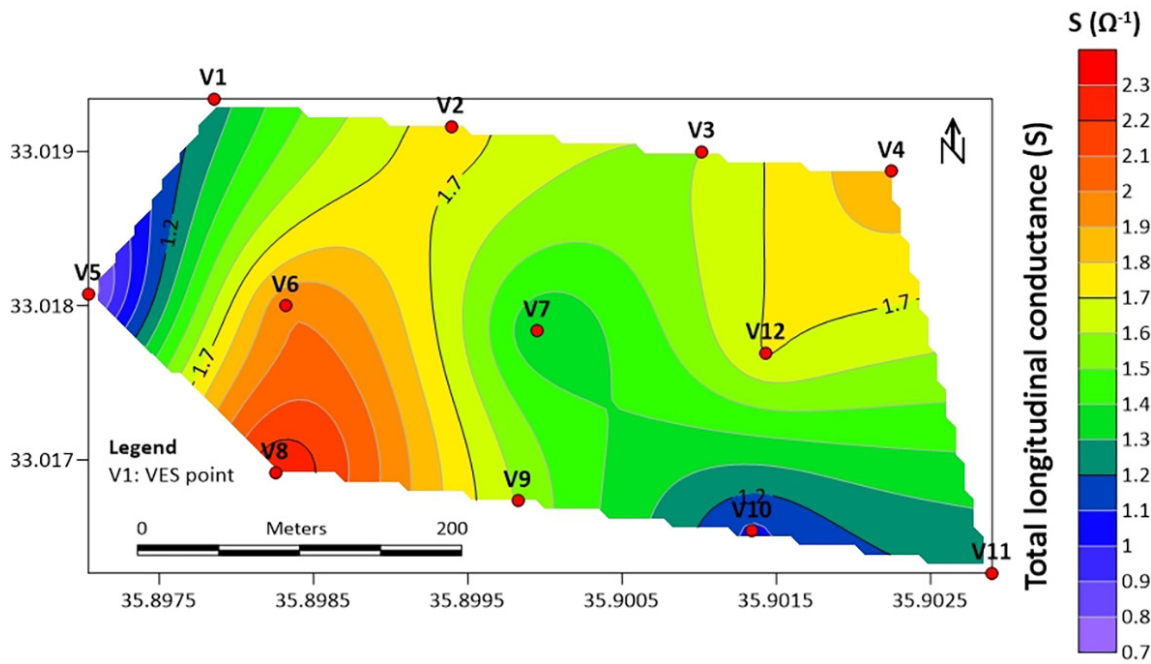 S (Ω⁻¹)
V1
V2
V3
V4
33.019
1.7
1.2
V5
V6
33.018
V7
1.7
V12
1.7
Legend
V1: VES point
V8
33.017
V9
1.2
V10
V11
0 Meters 200
35.8975 35.8985 35.8995 35.9005 35.9015 35.9025
N
Total longitudinal conductance (S)
2.3
2.2
2.1
2
1.9
1.8
1.7
1.6
1.5
1.4
1.3
1.2
1.1
1
0.9
0.8
0.7